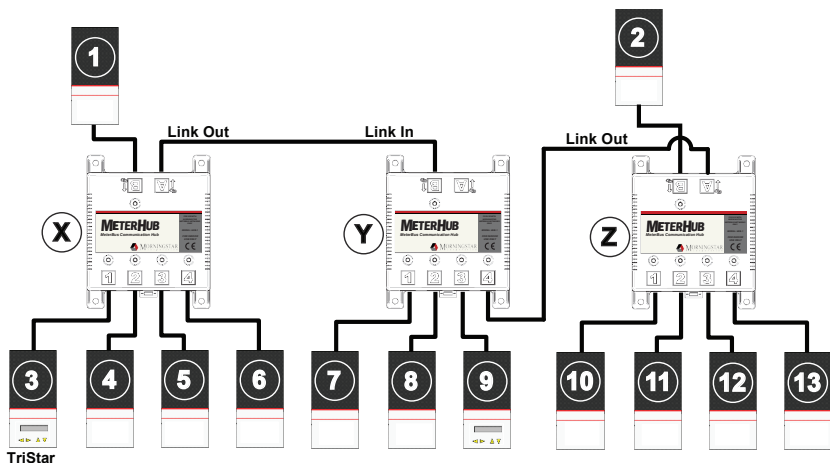 1
2
Link Out
Link In
Link Out
B
A
B
A
B
A
X
METERHUB
MeterBus Communication Hub
MORNINGSTAR
CE
1 2 3 4
Y
METERHUB
MeterBus Communication Hub
MORNINGSTAR
CE
1 2 3 4
Z
METERHUB
MeterBus Communication Hub
MORNINGSTAR
CE
1 2 3 4
3
4
5
6
7
8
9
10
11
12
13
TriStar